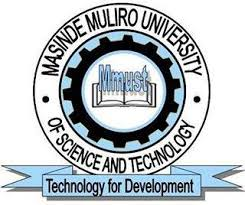 MASINDE MULIRO UNIVERSITY
OF SCIENCE AND TECHNOLOGY
Mmust
Technology for Development